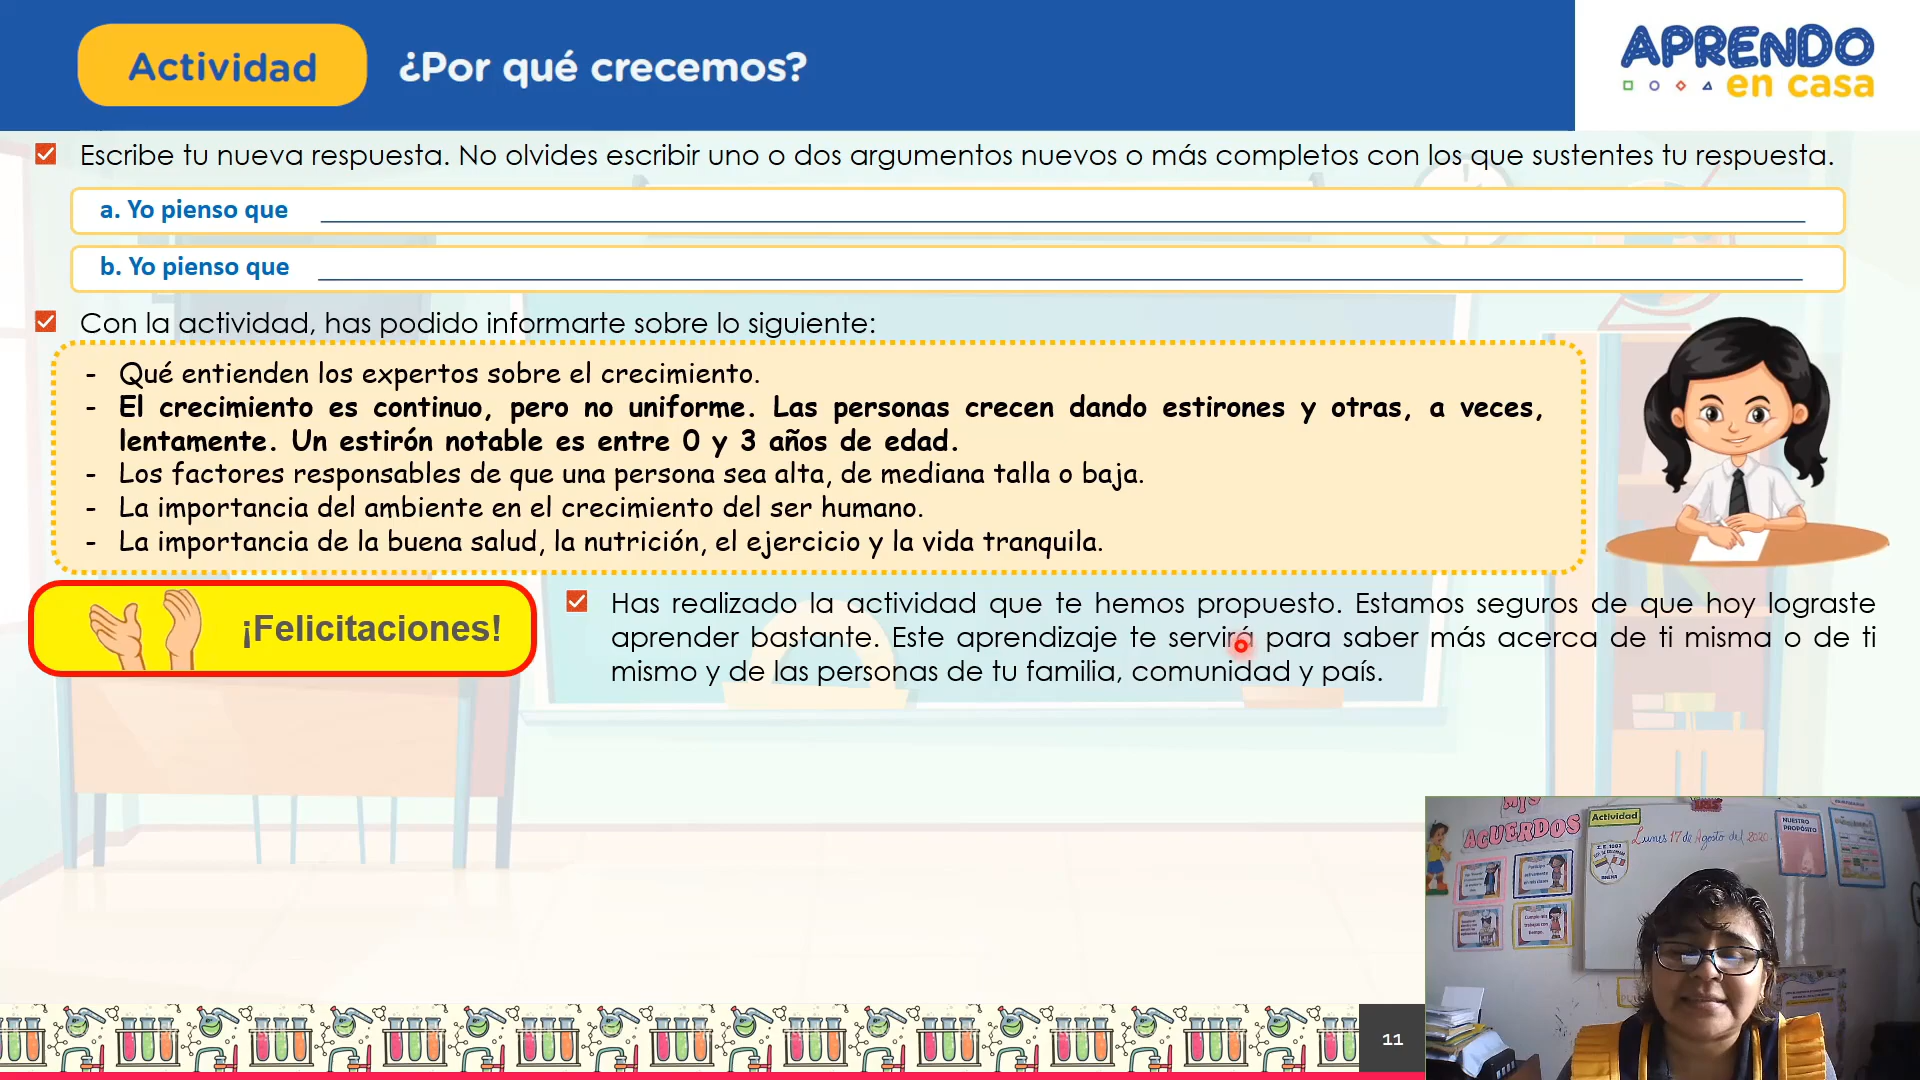 Actividad
¿Por qué crecemos?
APRENDO
en casa
Escribe tu nueva respuesta. No olvides escribir uno o dos argumentos nuevos o más completos con los que sustentes tu respuesta.
a. Yo pienso que
b. Yo pienso que
Con la actividad, has podido informarte sobre lo siguiente:
- Qué entienden los expertos sobre el crecimiento.
- El crecimiento es continuo, pero no uniforme. Las personas crecen dando estirones y otras, a veces,
lentamente. Un estirón notable es entre 0 y 3 años de edad.
- Los factores responsables de que una persona sea alta, de mediana talla o baja.
- La importancia del ambiente en el crecimiento del ser humano.
- La importancia de la buena salud, la nutrición, el ejercicio y la vida tranquila.
¡Felicitaciones!
Has realizado la actividad que te hemos propuesto. Estamos seguros de que hoy lograste
aprender bastante. Este aprendizaje te servirá para saber más acerca de ti misma o de ti
mismo y de las personas de tu familia, comunidad y país.
11
MIS
ACUERDOS
Actividad
Lunes 17 de Agosto del 2020.
NUESTRO
PROPÓSITO